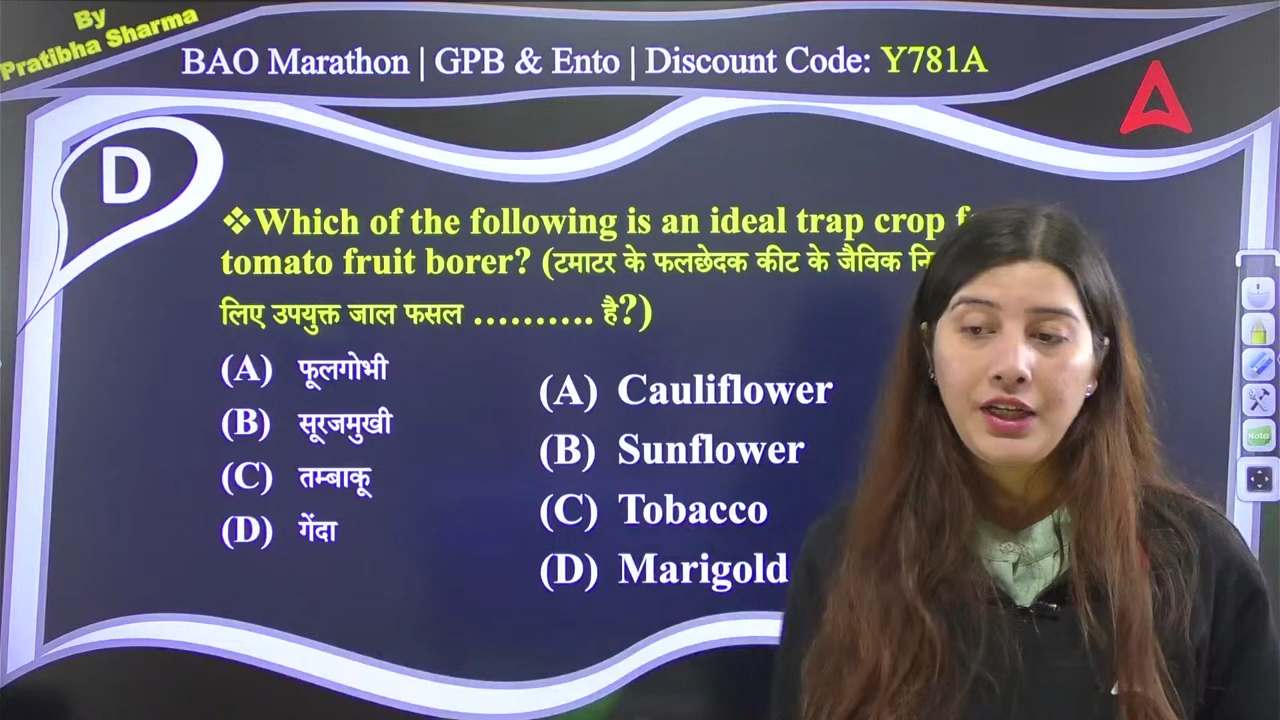 By
Pratibha Sharma
BAO Marathon | GPB & Ento | Discount Code: Y781A
D
❖Which of the following is an ideal trap crop
tomato fruit borer? (टमाटर के फलछेदक कीट के जैविक
लिए उपयुक्त जाल फसल .......... है?)
(A) फूलगोभी
(B) सूरजमुखी
(C) तम्बाकू
(D) गेंदा
(A) Cauliflower
(B) Sunflower
(C) Tobacco
(D) Marigold
Note